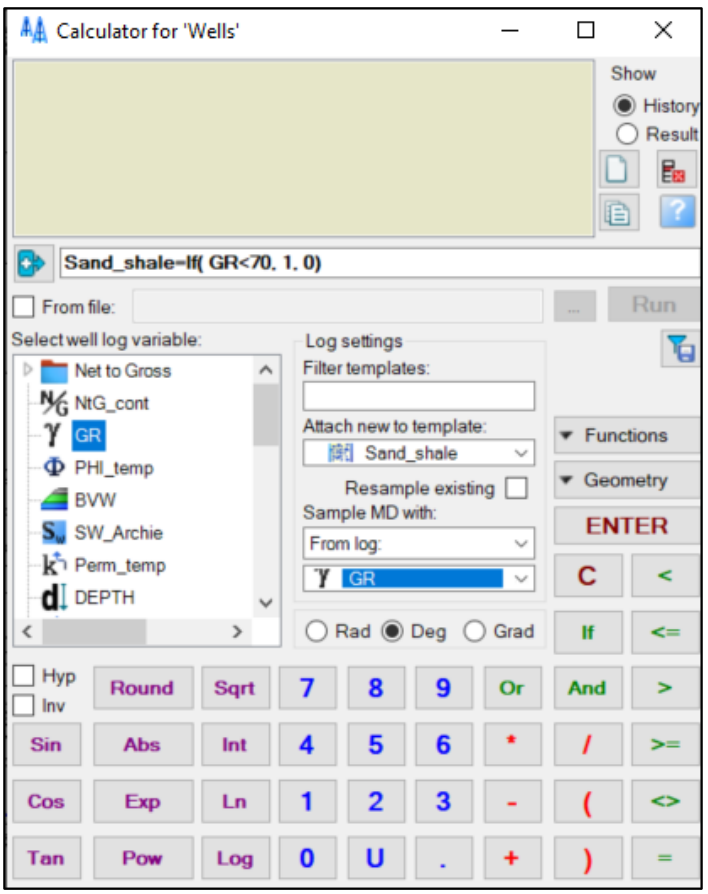 Calculator for 'Wells'
Show
History
Result
?
Sand_shale=If( GR<70, 1, 0)
From file:
... Run
Select well log variable:
Net to Gross
N/G NtG_cont
γ GR
Φ PHI_temp
BVW
Sw SW_Archie
k Perm_temp
d DEPTH
Log settings
Filter templates:
Attach new to template:
Sand_shale
Resample existing
Sample MD with:
From log:
γ GR
Rad Deg Grad
Functions
Geometry
ENTER
C <
If <=
Hyp
Inv
Round Sqrt 7 8 9 Or And >
Sin Abs Int 4 5 6 * / >=
Cos Exp Ln 1 2 3 - ( <>
Tan Pow Log 0 U . + ) =